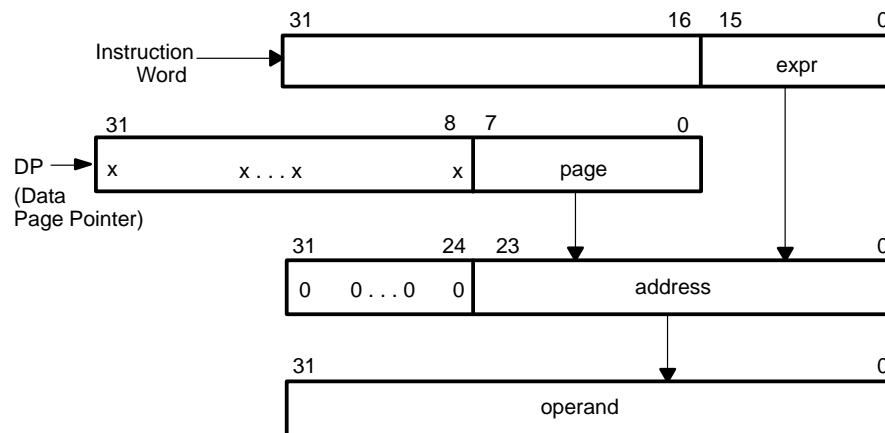 31 16 15 0
Instruction
Word
expr
31 8 7 0
DP
x x . . . x x
page
(Data
Page Pointer)
31 24 23 0
0 0 . . . 0 0
address
31 0
operand